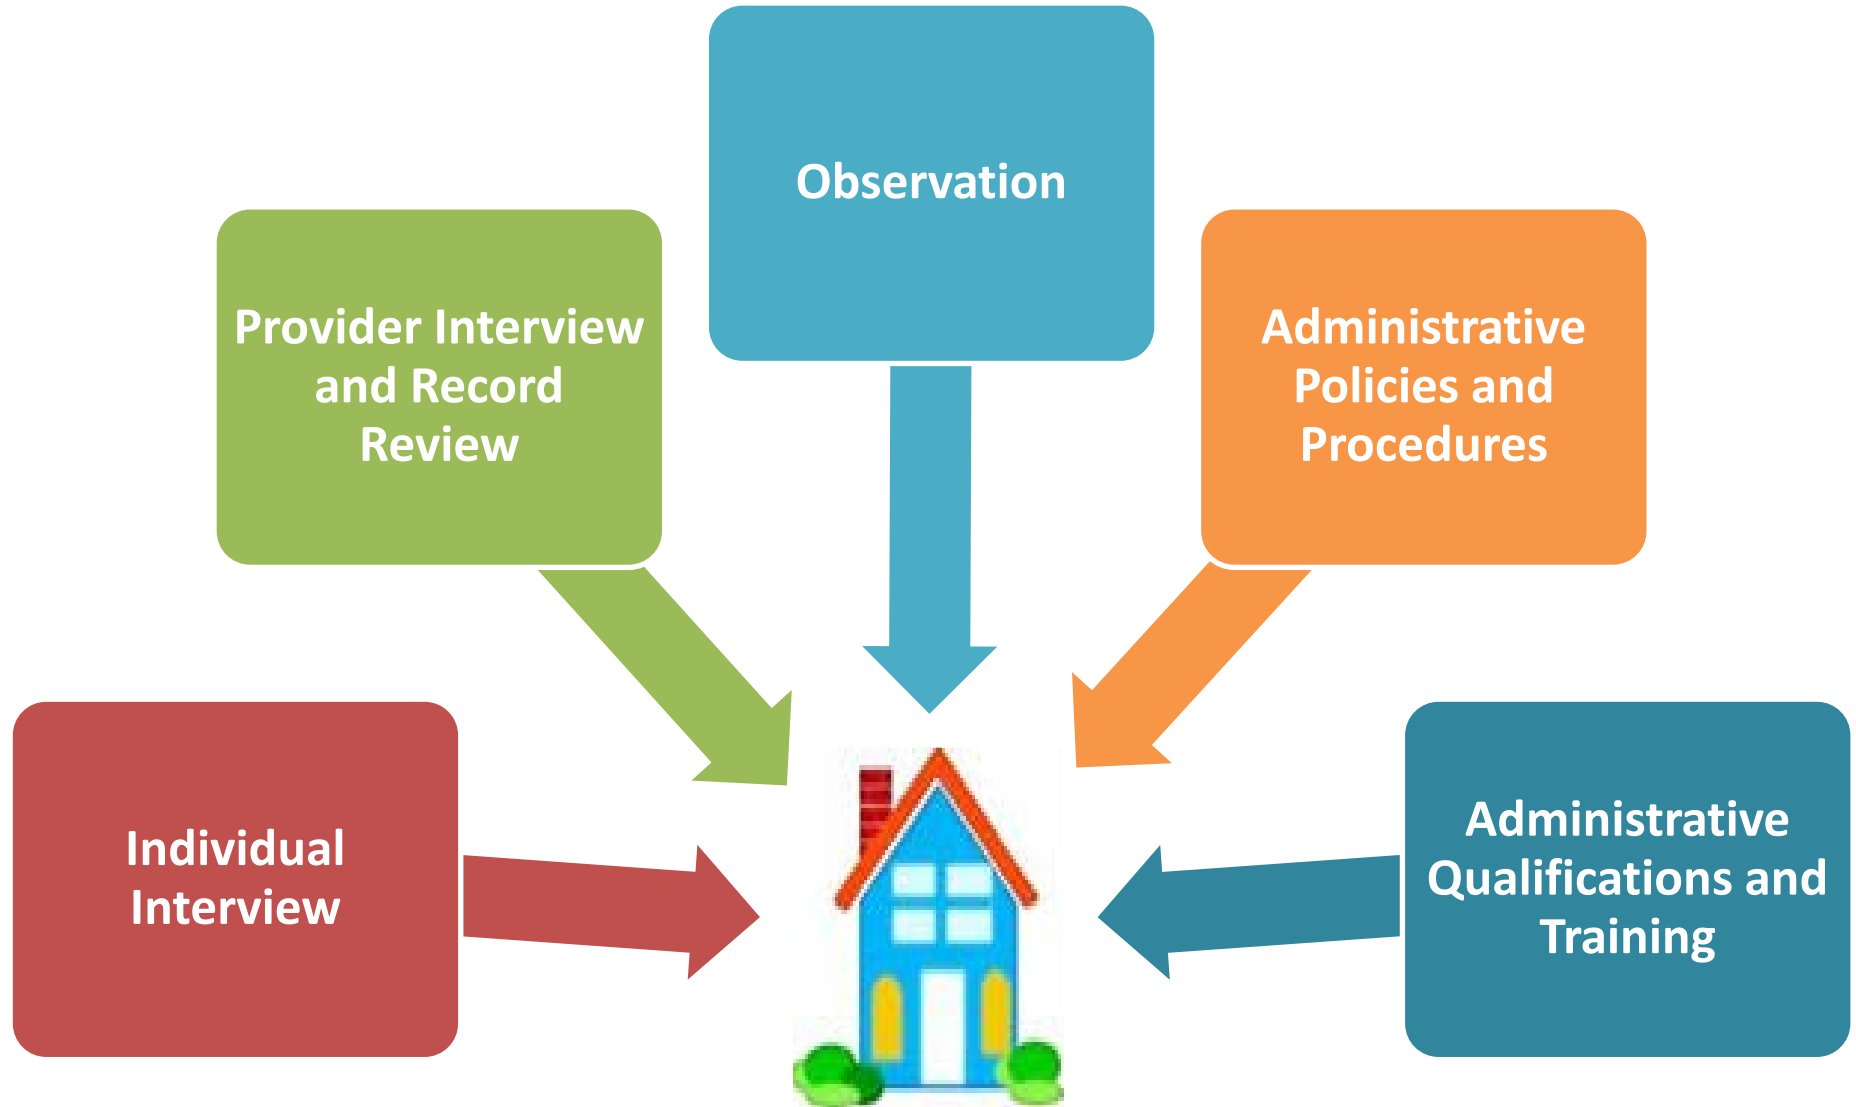 Observation
Provider Interview
and Record
Review
Administrative
Policies and
Procedures
Individual
Interview
Administrative
Qualifications and
Training